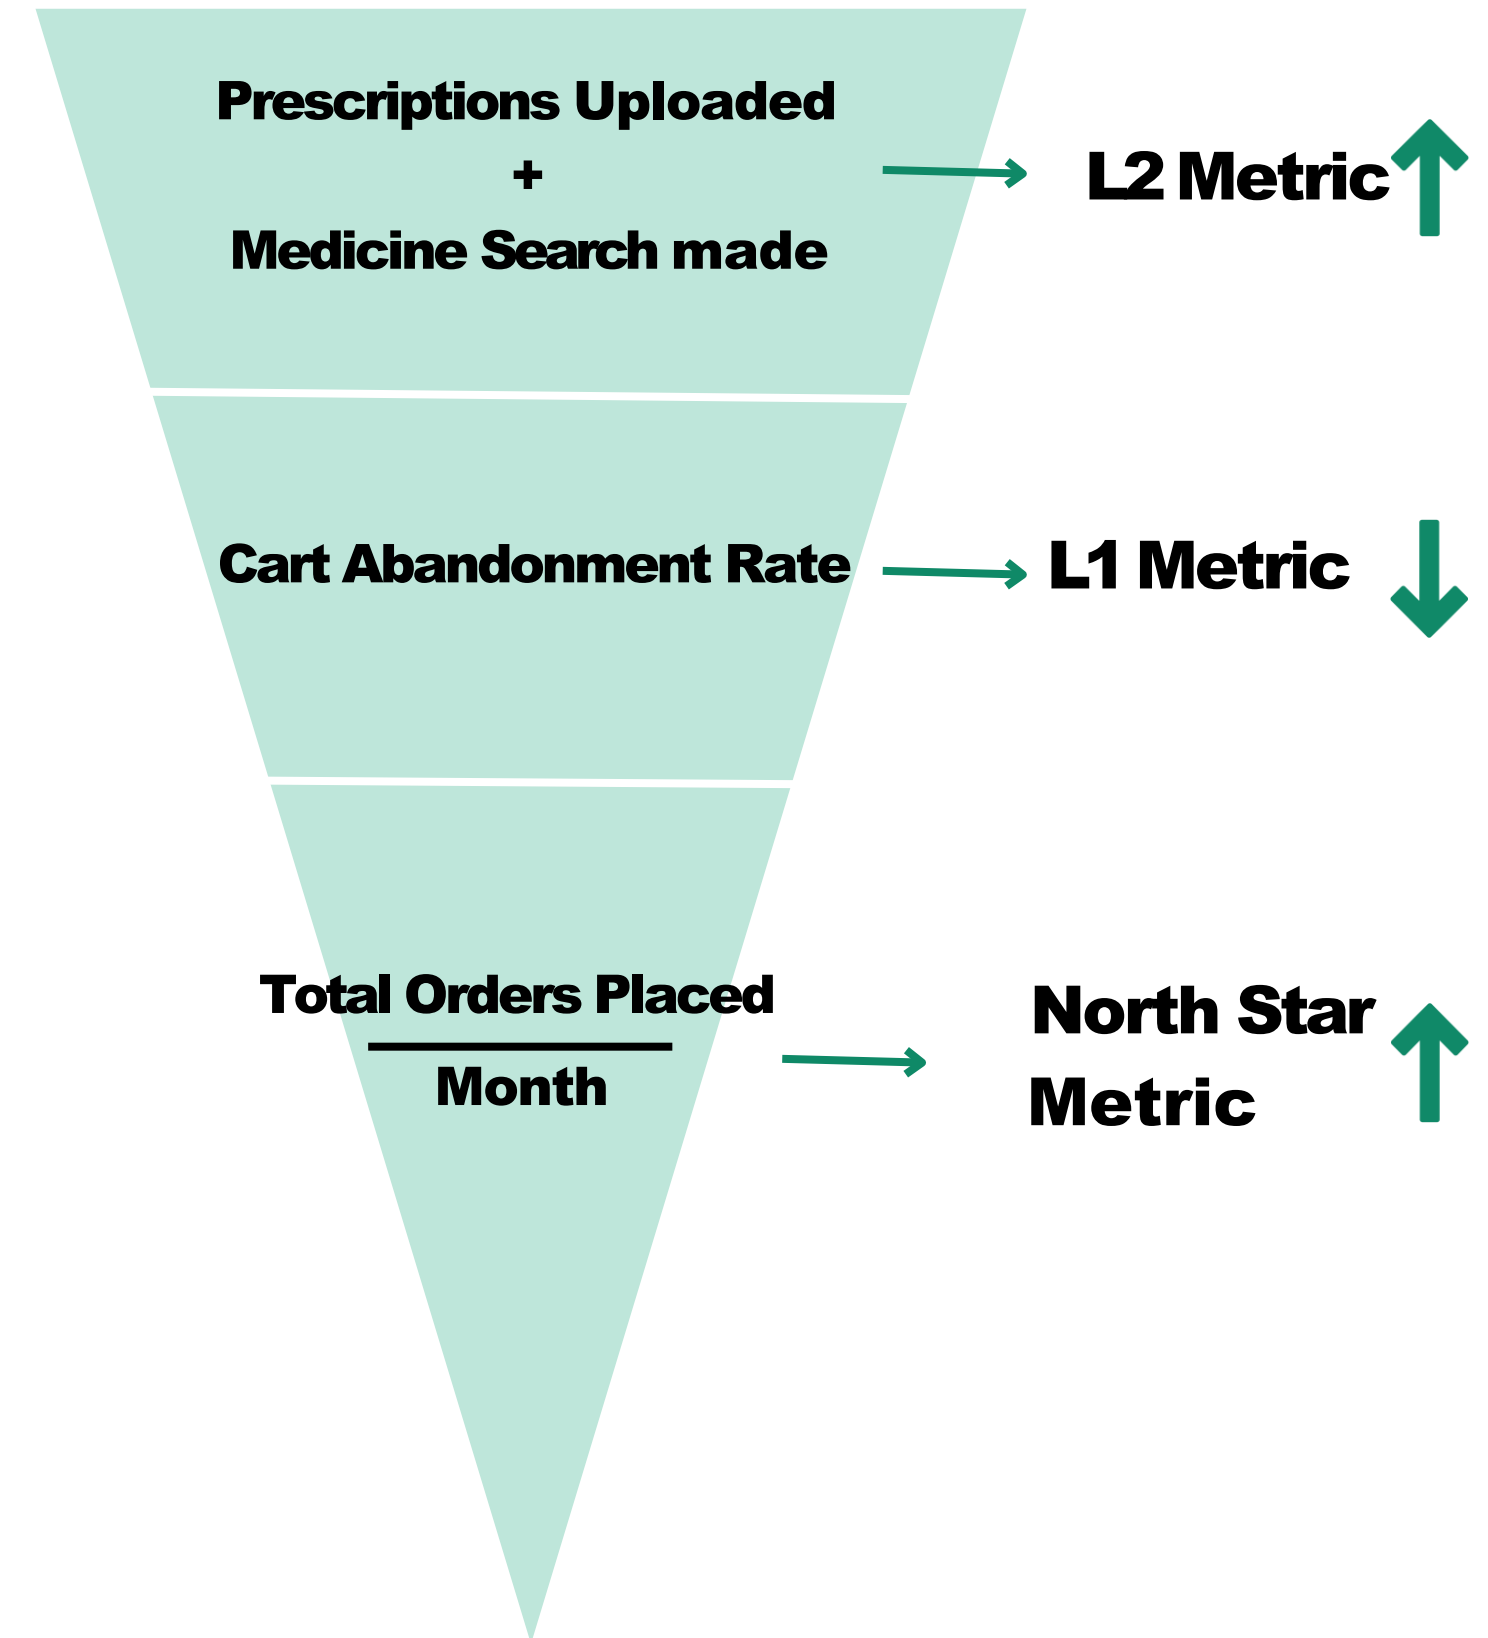 Prescriptions Uploaded
+
Medicine Search made
L2 Metric
Cart Abandonment Rate
L1 Metric
Total Orders Placed
Month
North Star
Metric